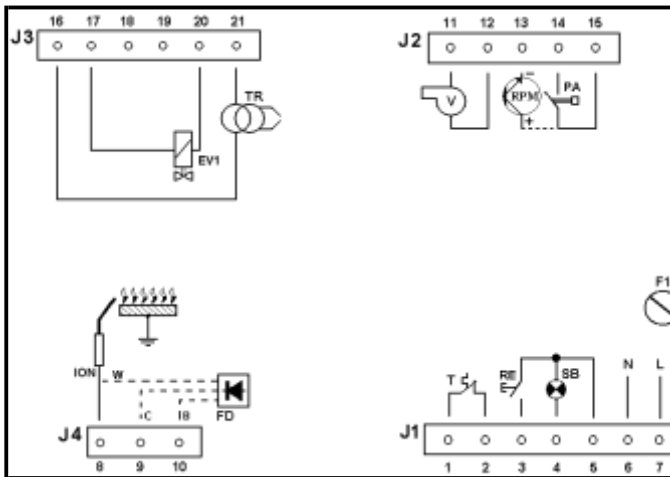 16 17 18 19 20 21
J3
TR
EV1
11 12 13 14 15
J2
V
−
RPM
+
PA
ION
W
C
IB
FD
J4
8 9 10
F1
T
RE
SB
N
L
J1
1 2 3 4 5 6 7